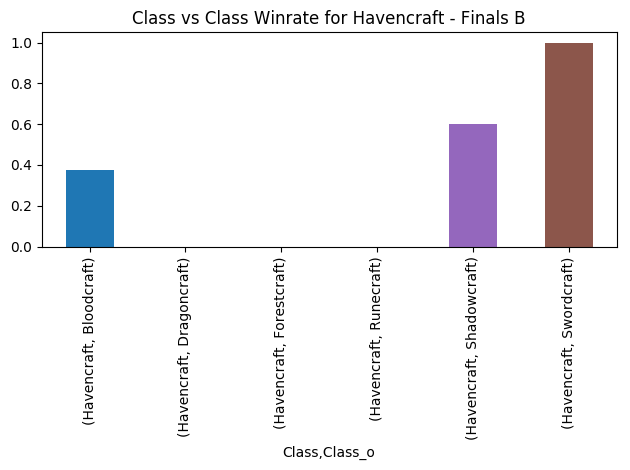 Class vs Class Winrate for Havencraft - Finals B
1.0
0.8
0.6
0.4
0.2
0.0
(Havencraft, Bloodcraft)
(Havencraft, Dragoncraft)
(Havencraft, Forestcraft)
(Havencraft, Runecraft)
(Havencraft, Shadowcraft)
(Havencraft, Swordcraft)
Class,Class_o